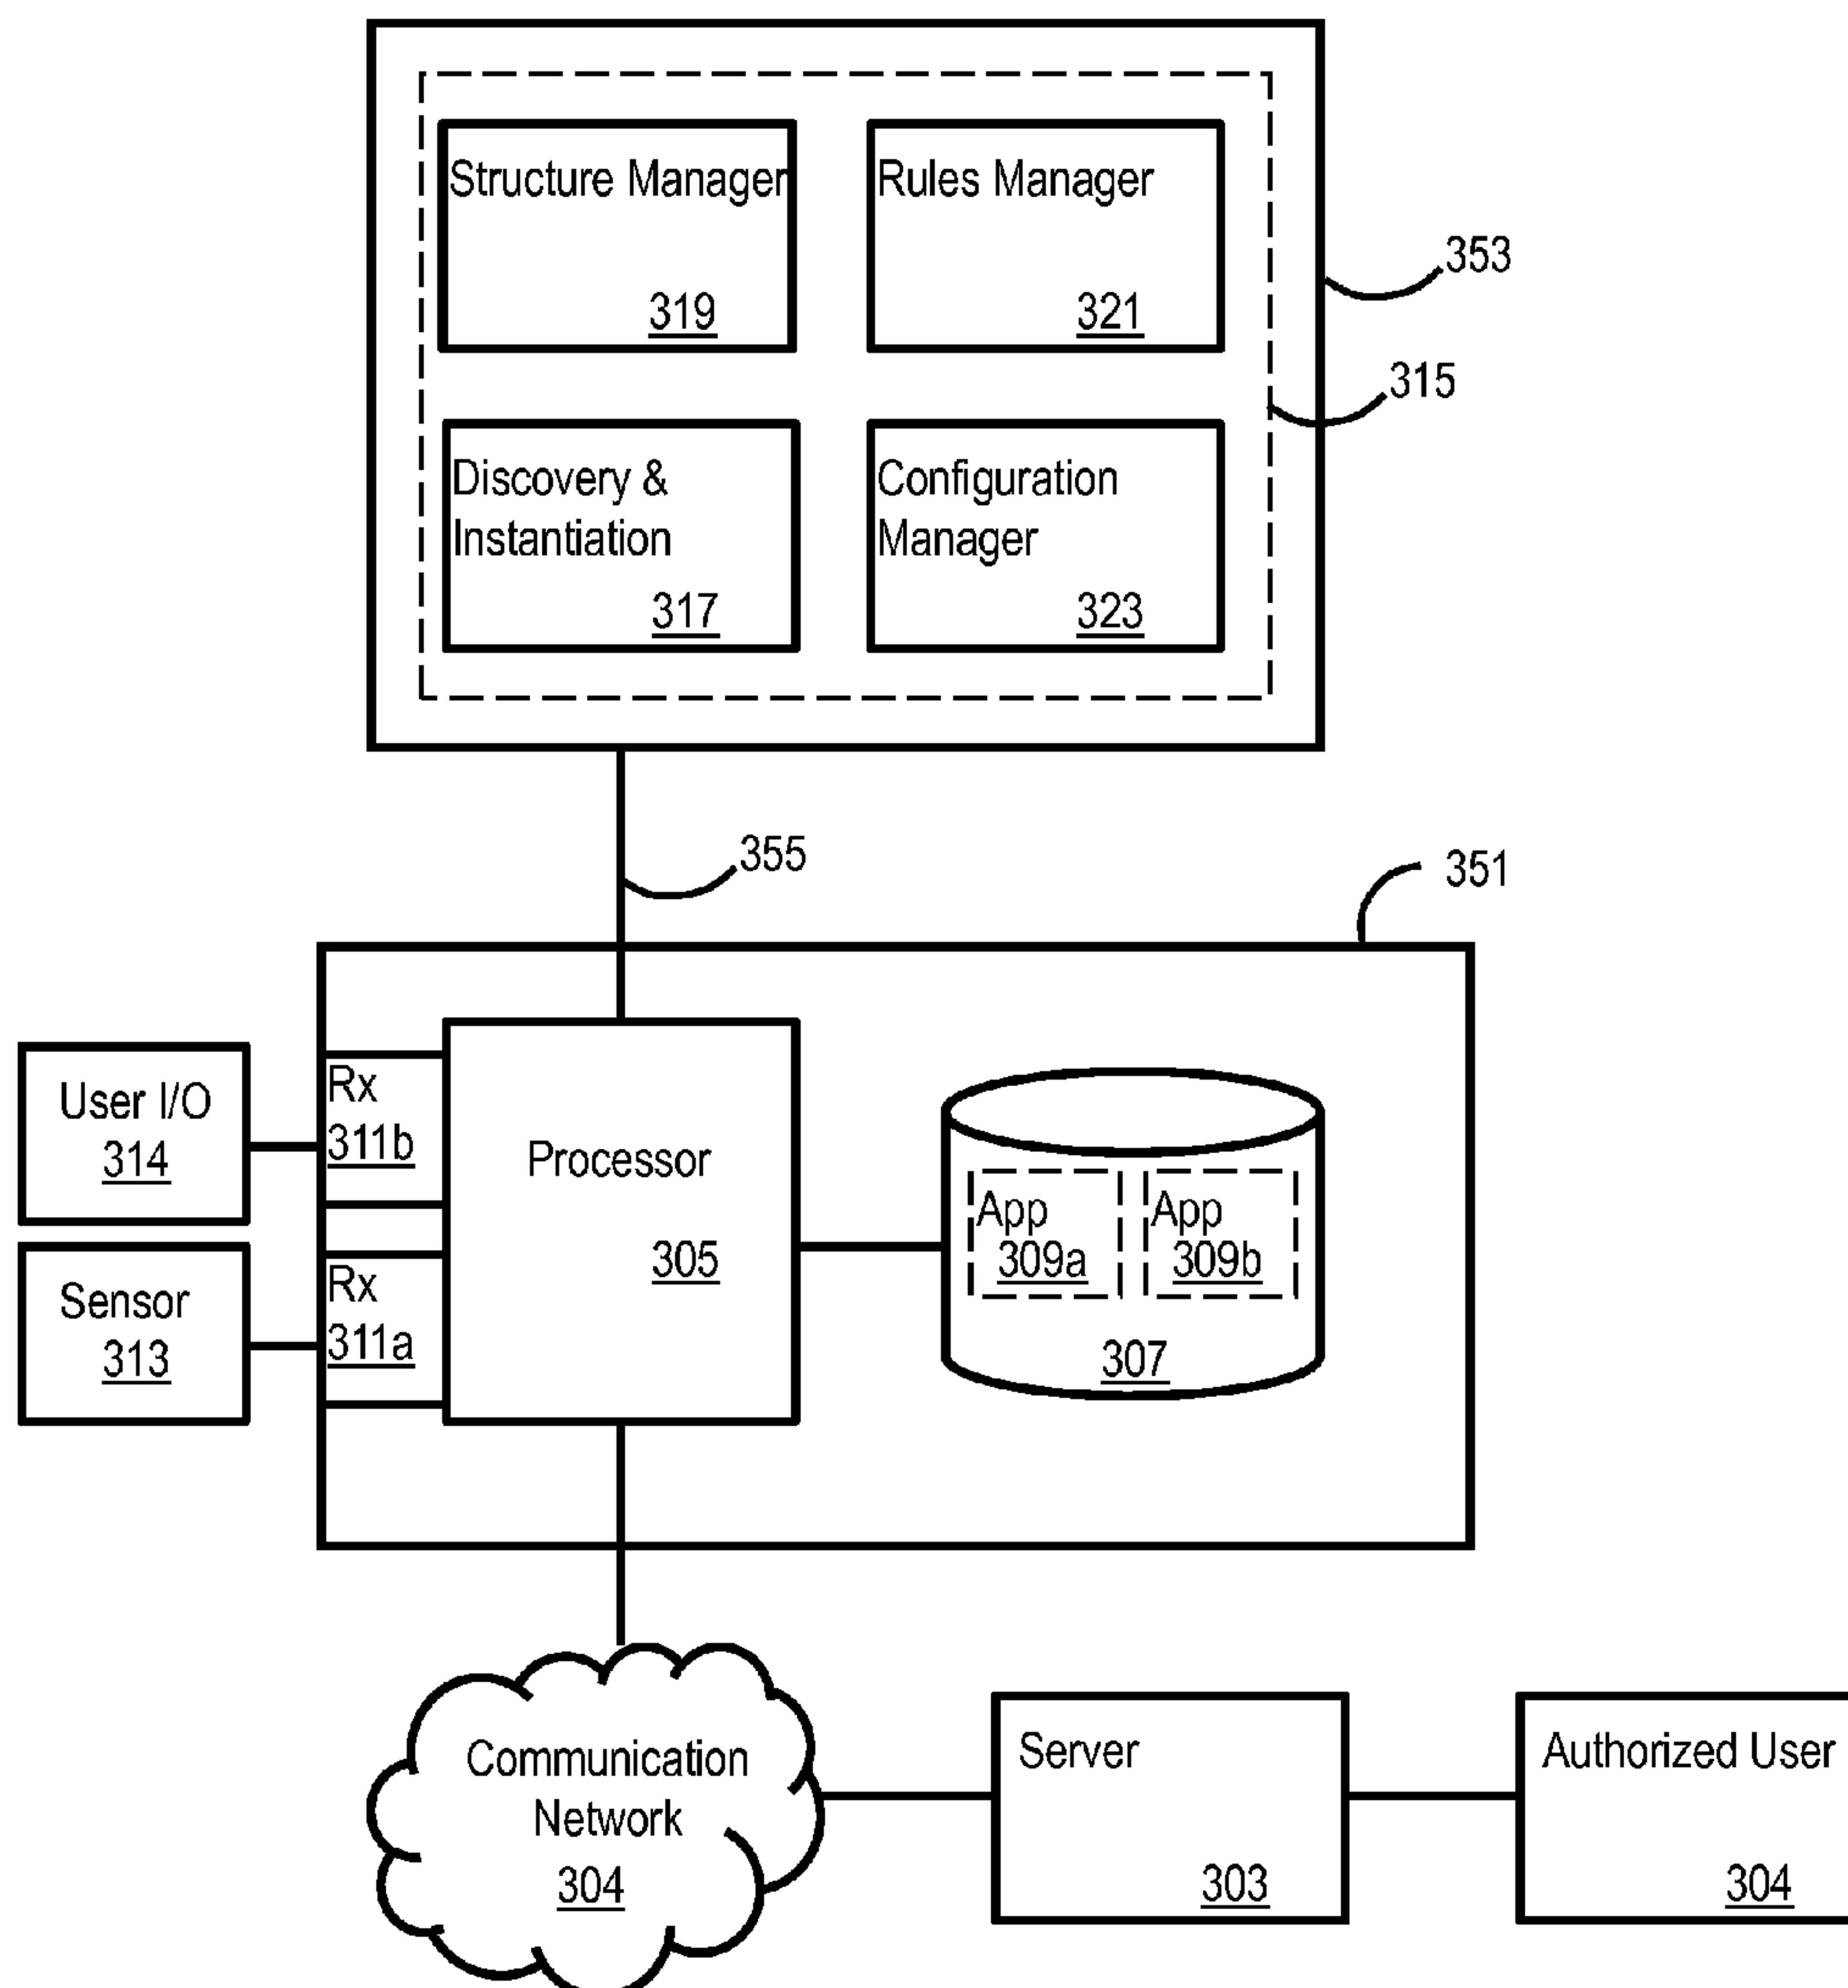 Structure Manager
319
Rules Manager
321
353
315
Discovery &
Instantiation
317
Configuration
Manager
323
355
351
User I/O
314
Rx
311b
Processor
305
App
309a
App
309b
307
Sensor
313
Rx
311a
Communication
Network
304
Server
303
Authorized User
304